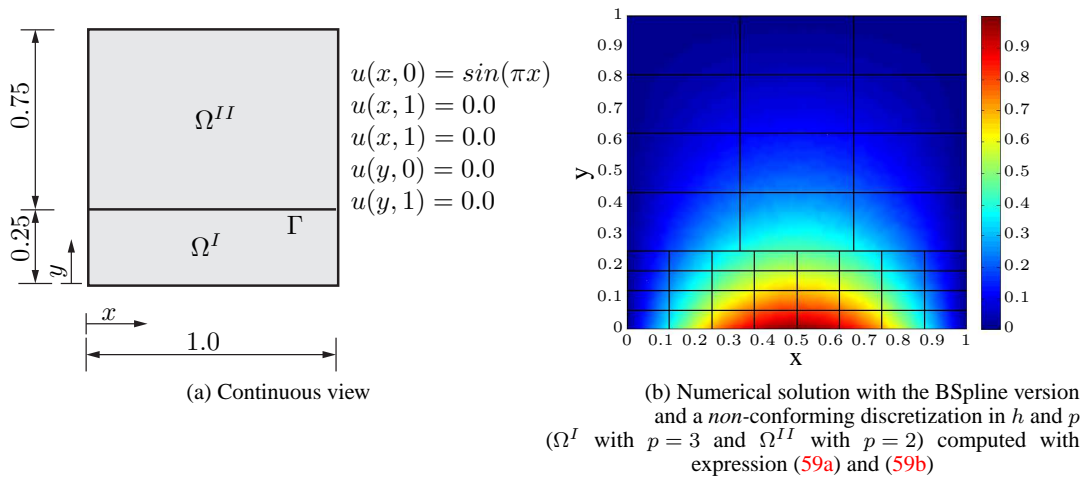 0.75
0.25
Ω^{II}
Ω^I
Γ
y
x
1.0
u(x, 0) = sin(πx)
u(x, 1) = 0.0
u(x, 1) = 0.0
u(y, 0) = 0.0
u(y, 1) = 0.0
(a) Continuous view
1
0.9
0.8
0.7
0.6
0.5
0.4
0.3
0.2
0.1
0
y
0 0.1 0.2 0.3 0.4 0.5 0.6 0.7 0.8 0.9 1
x
0.9
0.8
0.7
0.6
0.5
0.4
0.3
0.2
0.1
0
(b) Numerical solution with the BSpline version
and a non-conforming discretization in h and p
(Ω^I with p = 3 and Ω^{II} with p = 2) computed with
expression (59a) and (59b)